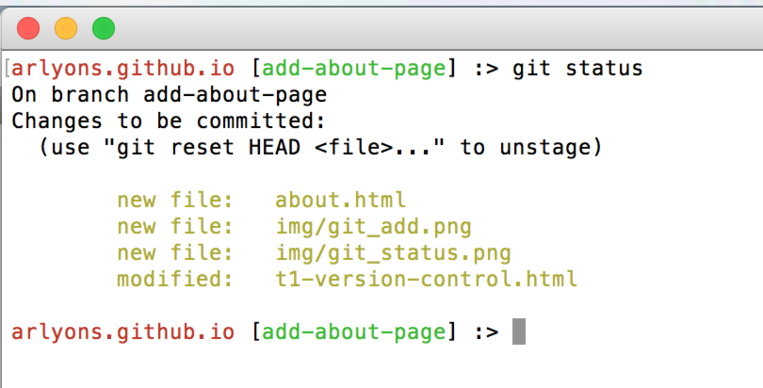 arlyons.github.io [add-about-page] :> git status
On branch add-about-page
Changes to be committed:
  (use "git reset HEAD <file>..." to unstage)

        new file:   about.html
        new file:   img/git_add.png
        new file:   img/git_status.png
        modified:   t1-version-control.html

arlyons.github.io [add-about-page] :>